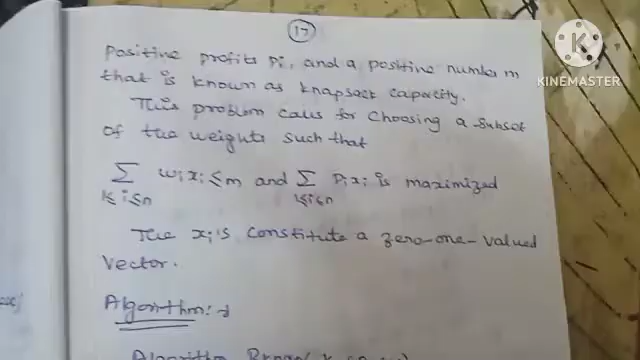 17
positive profits Pi, and a positive number m
that is known as knapsack capacity.
This problem calls for choosing a subset
of the weights such that
∑ wixi ≤ m and ∑ Pixi is maximized
1≤i≤n 1≤i≤n
The xi's constitute a zero-one-valued
vector.
Algorithm:-
Algorithm
KINEMASTER